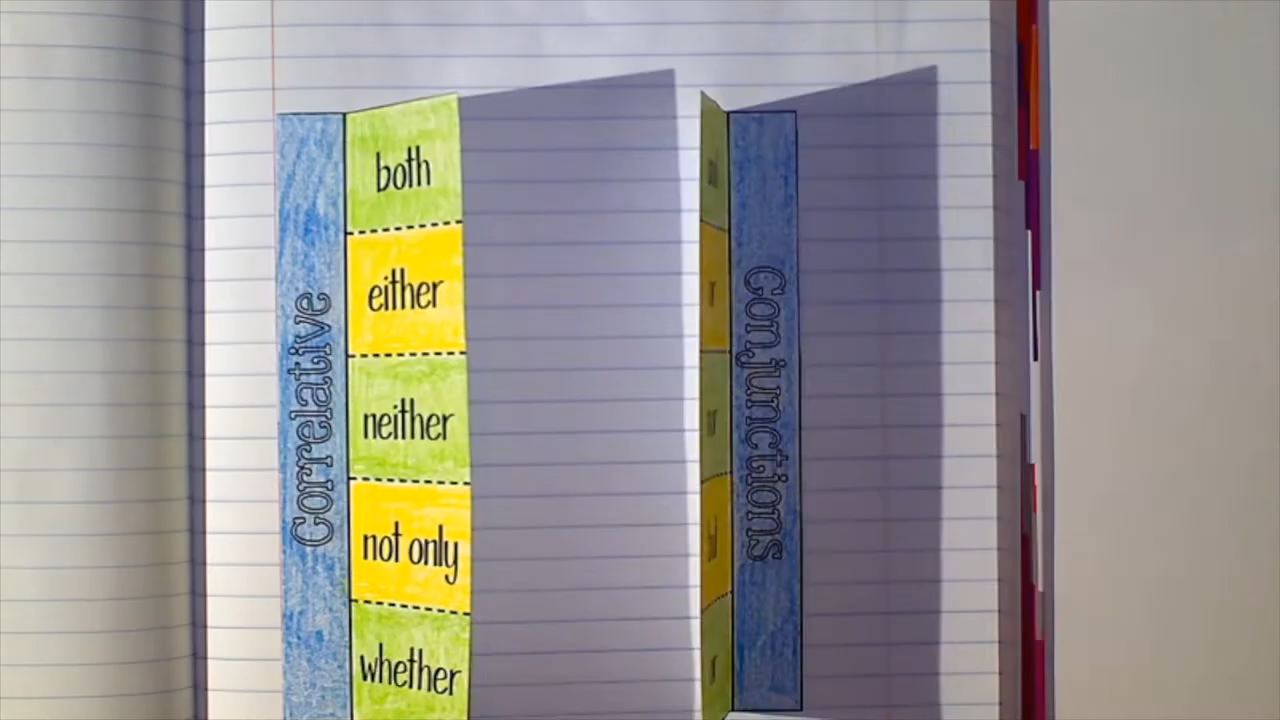 Correlative
both
either
neither
not only
whether
Conjunctions